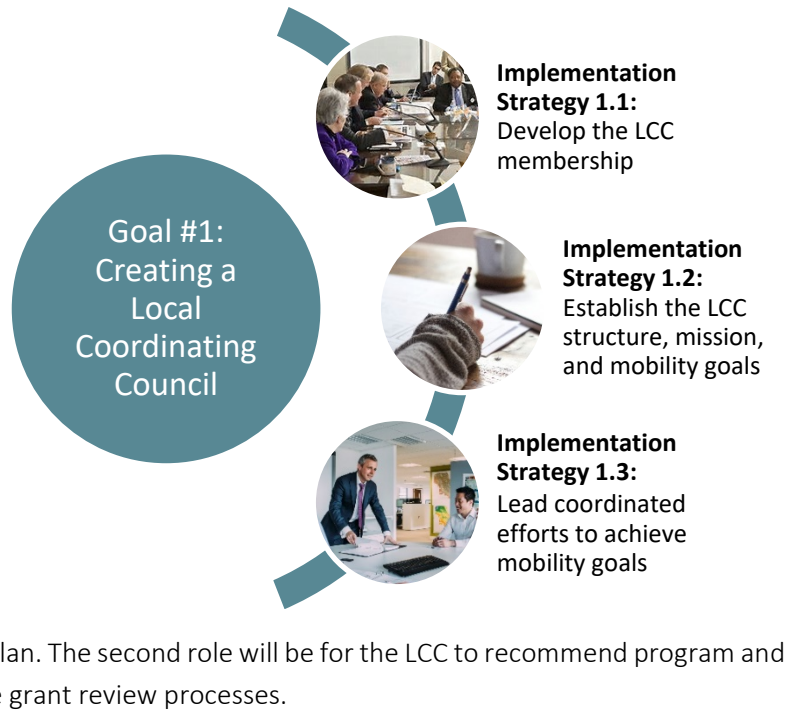 Goal #1:
Creating a
Local
Coordinating
Council
Implementation
Strategy 1.1:
Develop the LCC
membership
Implementation
Strategy 1.2:
Establish the LCC
structure, mission,
and mobility goals
Implementation
Strategy 1.3:
Lead coordinated
efforts to achieve
mobility goals
The second role will be for the LCC to recommend program and
grant review processes.